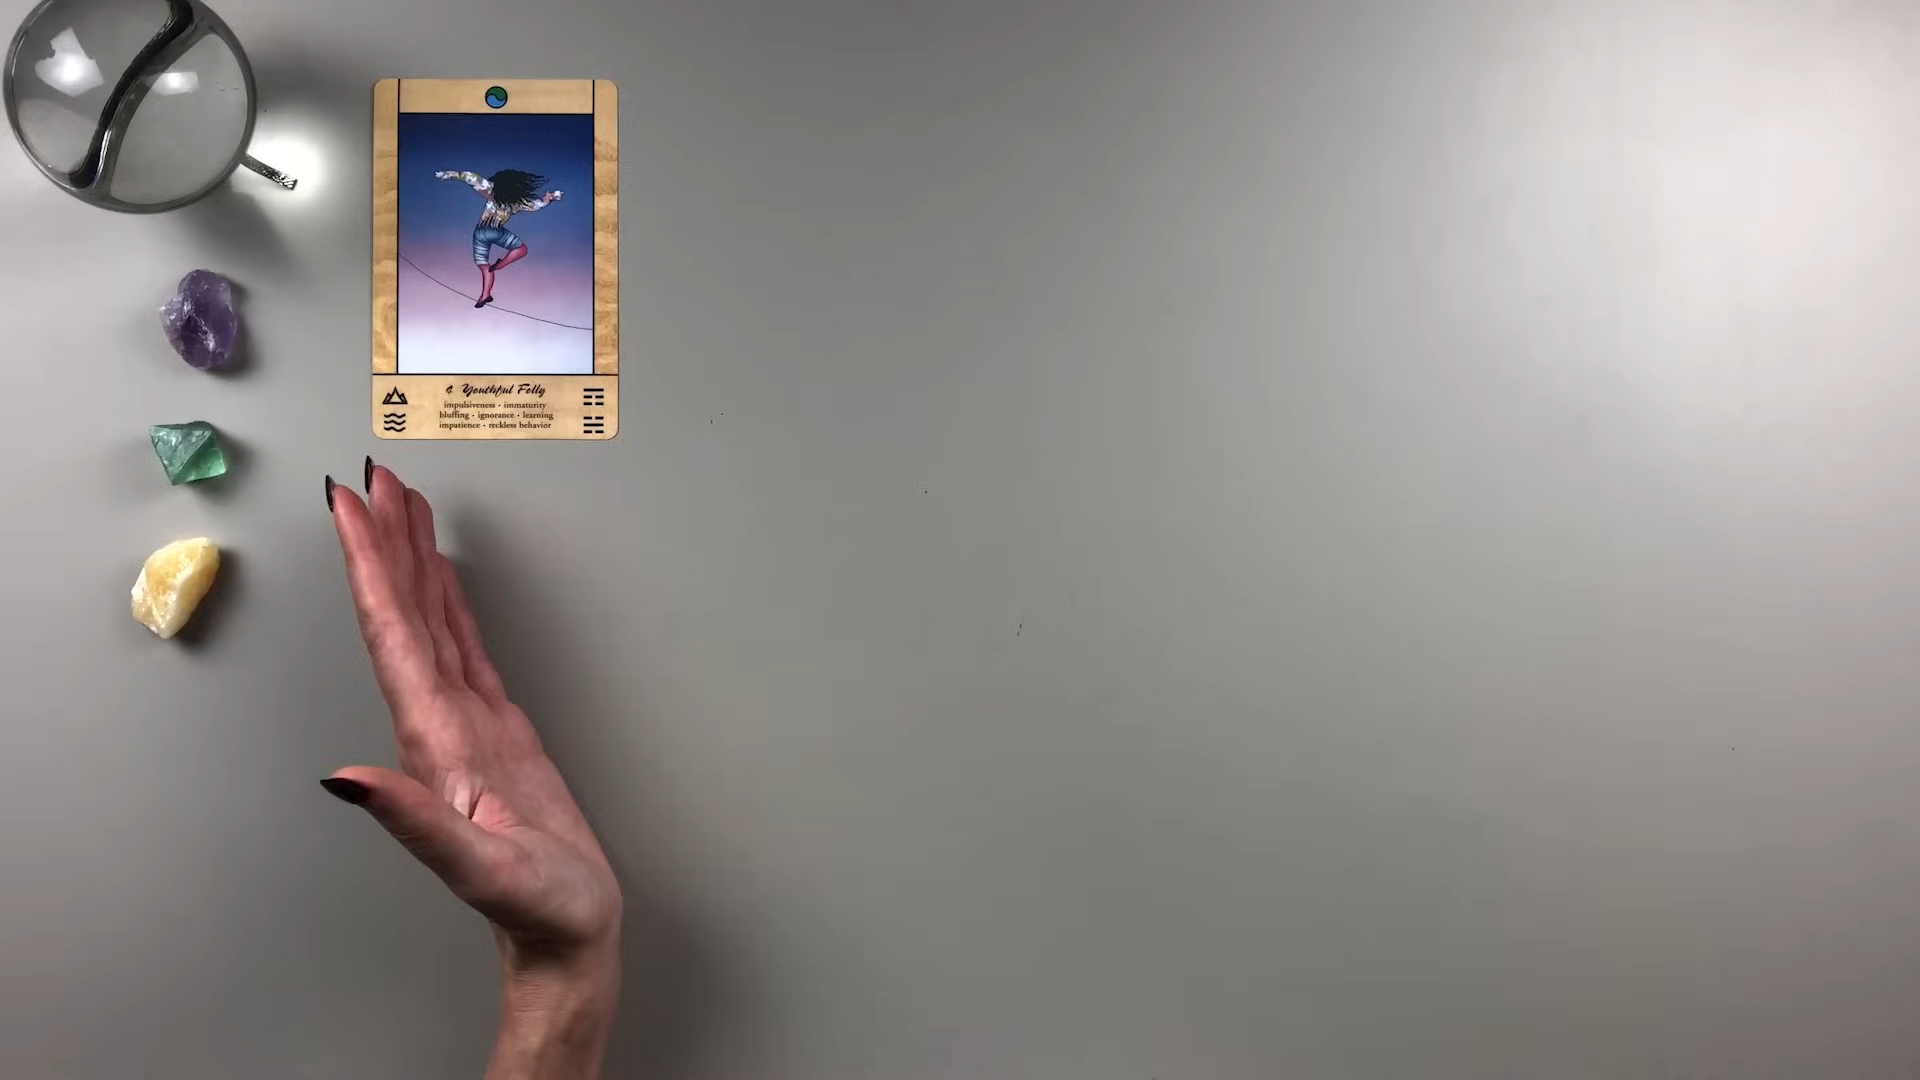 4 Youthful Folly
impulsiveness • immaturity
bluffing • ignorance • learning
impatience • reckless behavior